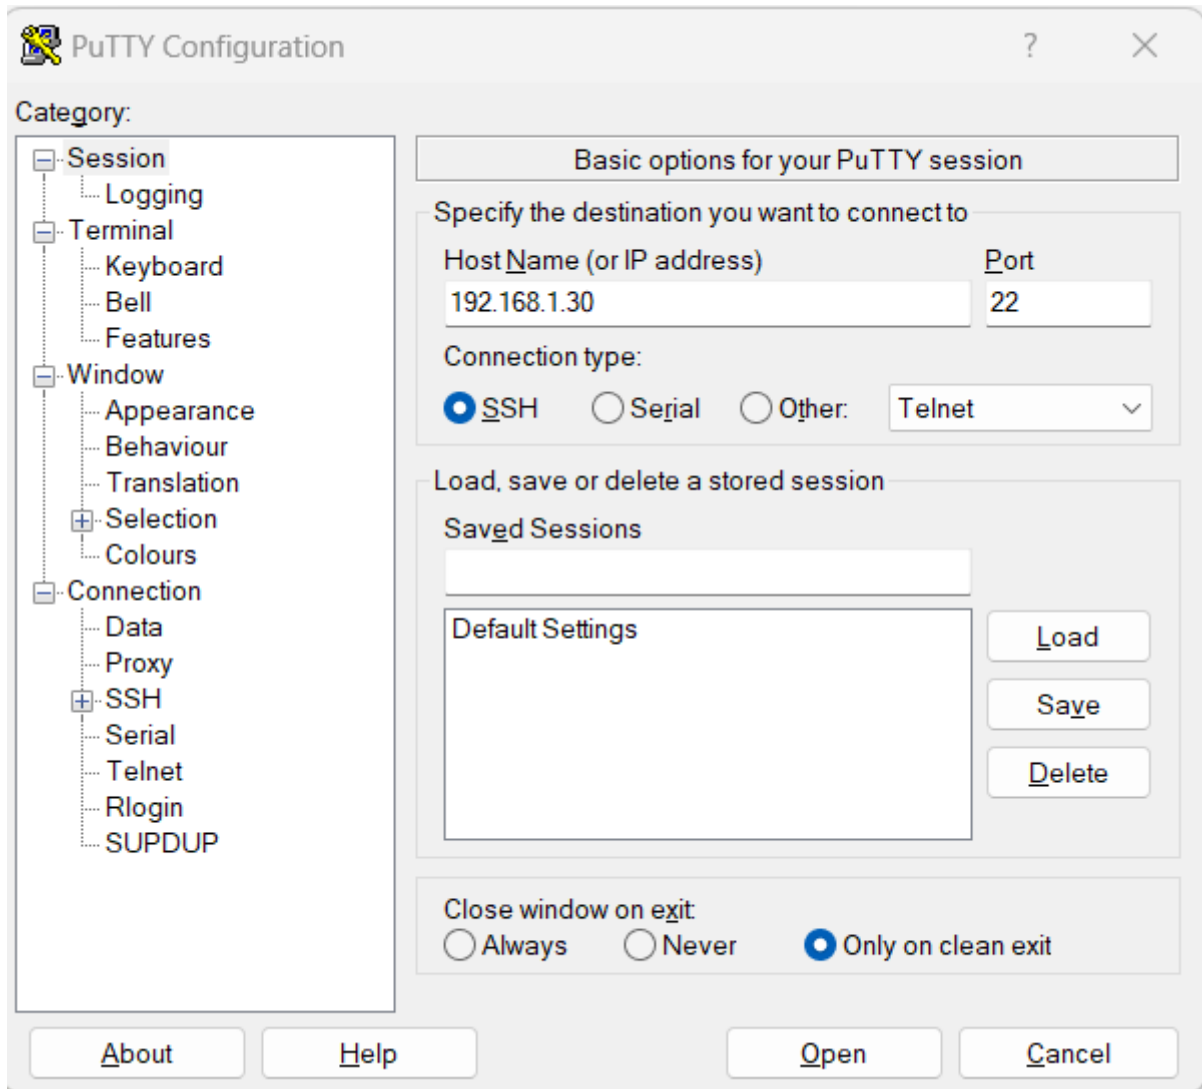 PuTTY Configuration
?
Category:
Session
Logging
Terminal
Keyboard
Bell
Features
Window
Appearance
Behaviour
Translation
Selection
Colours
Connection
Data
Proxy
SSH
Serial
Telnet
Rlogin
SUPDUP
Basic options for your PuTTY session
Specify the destination you want to connect to
Host Name (or IP address) Port
192.168.1.30 22
Connection type:
SSH Serial Other: Telnet
Load, save or delete a stored session
Saved Sessions
Default Settings
Load
Save
Delete
Close window on exit:
Always Never Only on clean exit
About Help Open Cancel